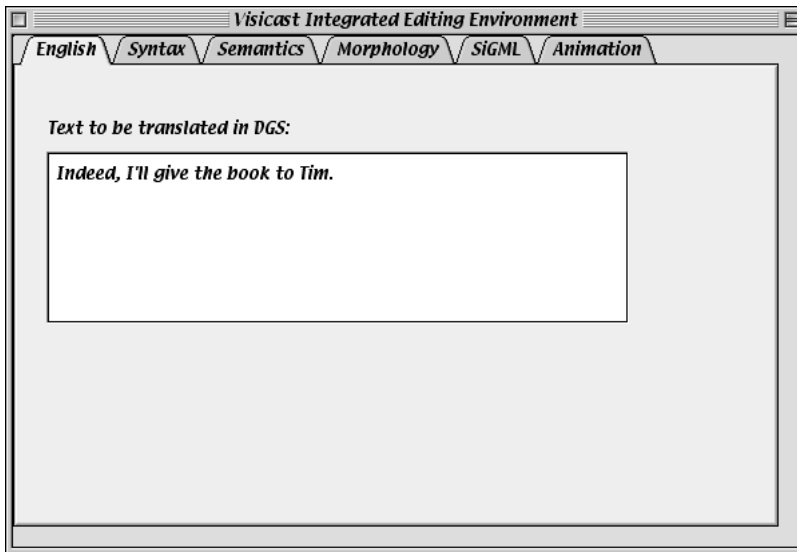 Visicast Integrated Editing Environment
English Syntax Semantics Morphology SiGML Animation
Text to be translated in DGS:
Indeed, I'll give the book to Tim.